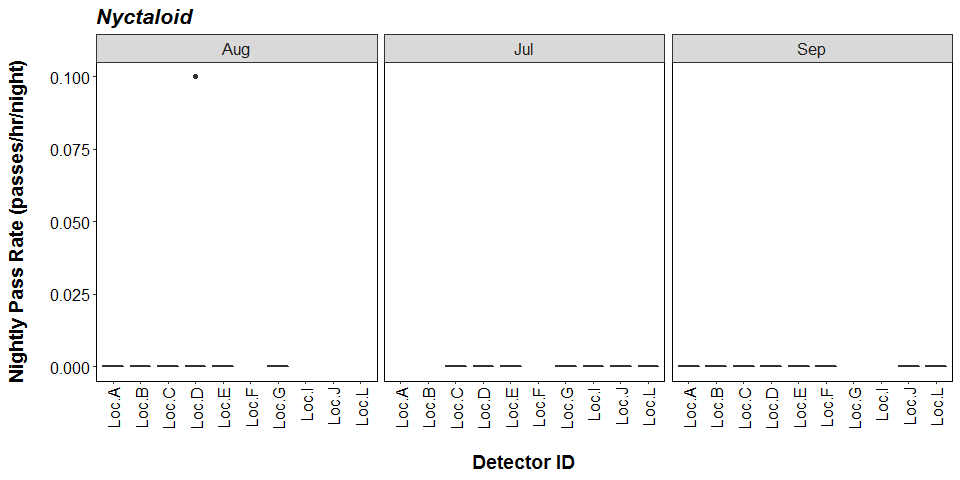 Nyctaloid
Aug
Jul
Sep
Nightly Pass Rate (passes/hr/night)
0.100
0.075
0.050
0.025
0.000
Loc.A Loc.B Loc.C Loc.D Loc.E Loc.F Loc.G Loc.I Loc.J Loc.L
Loc.A Loc.B Loc.C Loc.D Loc.E Loc.F Loc.G Loc.I Loc.J Loc.L
Loc.A Loc.B Loc.C Loc.D Loc.E Loc.F Loc.G Loc.I Loc.J Loc.L
Detector ID